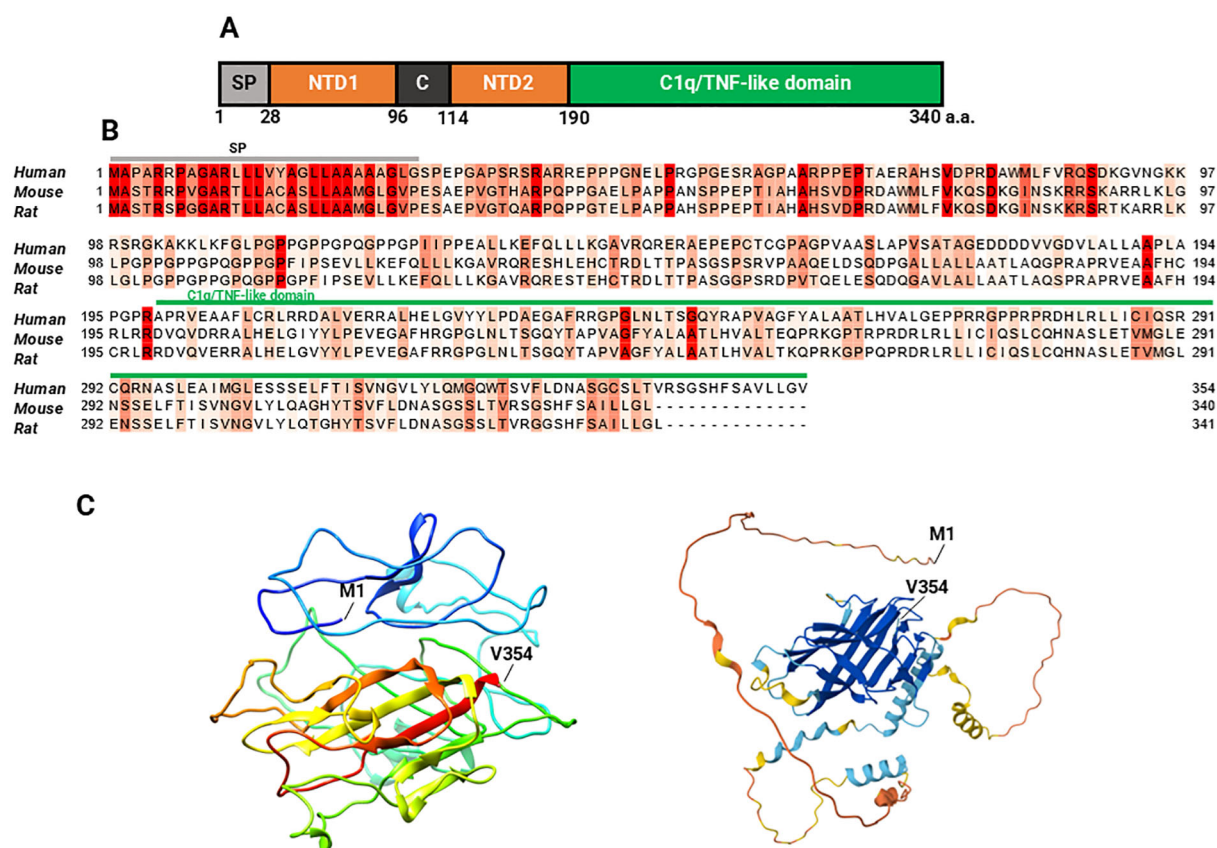 A
SP NTD1 C NTD2 C1q/TNF-like domain
1 28 96 114 190 340 a.a.
B
SP
Human 1 MAPARRPAGARLLLVYAGLLAAAAAGLGSPEPGAPSRSRARREPPPGNELPRGPGESRAGPAARPPEPTAERAHSVDPRDAWMLFVRQSDKGVNGKK 97
Mouse 1 MASTRRPVGARTLLACASLLAAMGLGVPESAEPVGTHARPQPPGAELPAPPANSPPEPTIAHAHSVDPRDAWMLFVKQSDKGINSKRRSKARRLKLG 97
Rat 1 MASTRSPGGARTLLACASLLAAMGLGVPESAEPVGTQARPQPPGTELPAPPAHSPPEPTIAHAHSVDPRDAWMLFVKQSDKGINSKKRSRTKARRLK 97
Human 98 RSRGKAKKLKFGLPGPPGPPGPQGPPGPIIPPEALLKEFQLLLKGAVRQRERAEPEPCTCGPAGPVAASLAPVSATAGEDDDDVVGDVLALLAAPLA 194
Mouse 98 LPGPPGPPGPQGPPGPFIPSEVLLKEFQLLLKGAVRQRESHLEHCTRDLTTPASGSPSRVPAAQELDSQDPGALLALLAATLAQGPRAPRVEAAFHC 194
Rat 98 LGLPGPPGPPGPQGPPGPFIPSEVLLKEFQLLLKGAVRQRESHLEHCTRDLTTPASGGPSRDPVTQELESQDQGAVLALLAATLAQSPRAPRVEAAFH 194
C1q/TNF-like domain
Human 195 PGPRAPRVEAAFLCRLRRDALVERRALHELGVYYLPDAEGAFRRGPGLNLTSGQYRAPVAGFYALAATLHVALGEPPRRGPPRPRDHLRLLICIQSR 291
Mouse 195 RLRRDVQVDRRALHELGIYYLPEVEGAFHRGPGLNLTSGQYTAPVAGFYALAATLHVALTEQPRKGPTRPRDRLRLLICIQSLCQHNASLETVMGLE 291
Rat 195 CRLRRDVQVERRALHELGVYYLPEVEGAFRRGPGLNLTSGQYTAPVAGFYALAATLHVALTKQPRKGPPQPRDRLRLLICIQSLCQHNASLETVMGL 291
Human 292 CQRNASLEAIMGLESSSELFTISVNGVLYLQMGQWTSVFLDNASGCSLTVRSGSHFSAVLLGV 354
Mouse 292 NSSELFTISVNGVLYLQAGHYTSVFLDNASGSSLTVRSGSHFSAILLGL- - - - - - - - - - - - - - 340
Rat 292 ENSSELFTISVNGVLYLQTGHYTSVFLDNASGSSLTVRGGSHFSAILLGL- - - - - - - - - - - - - 341
C
M1
V354
M1
V354